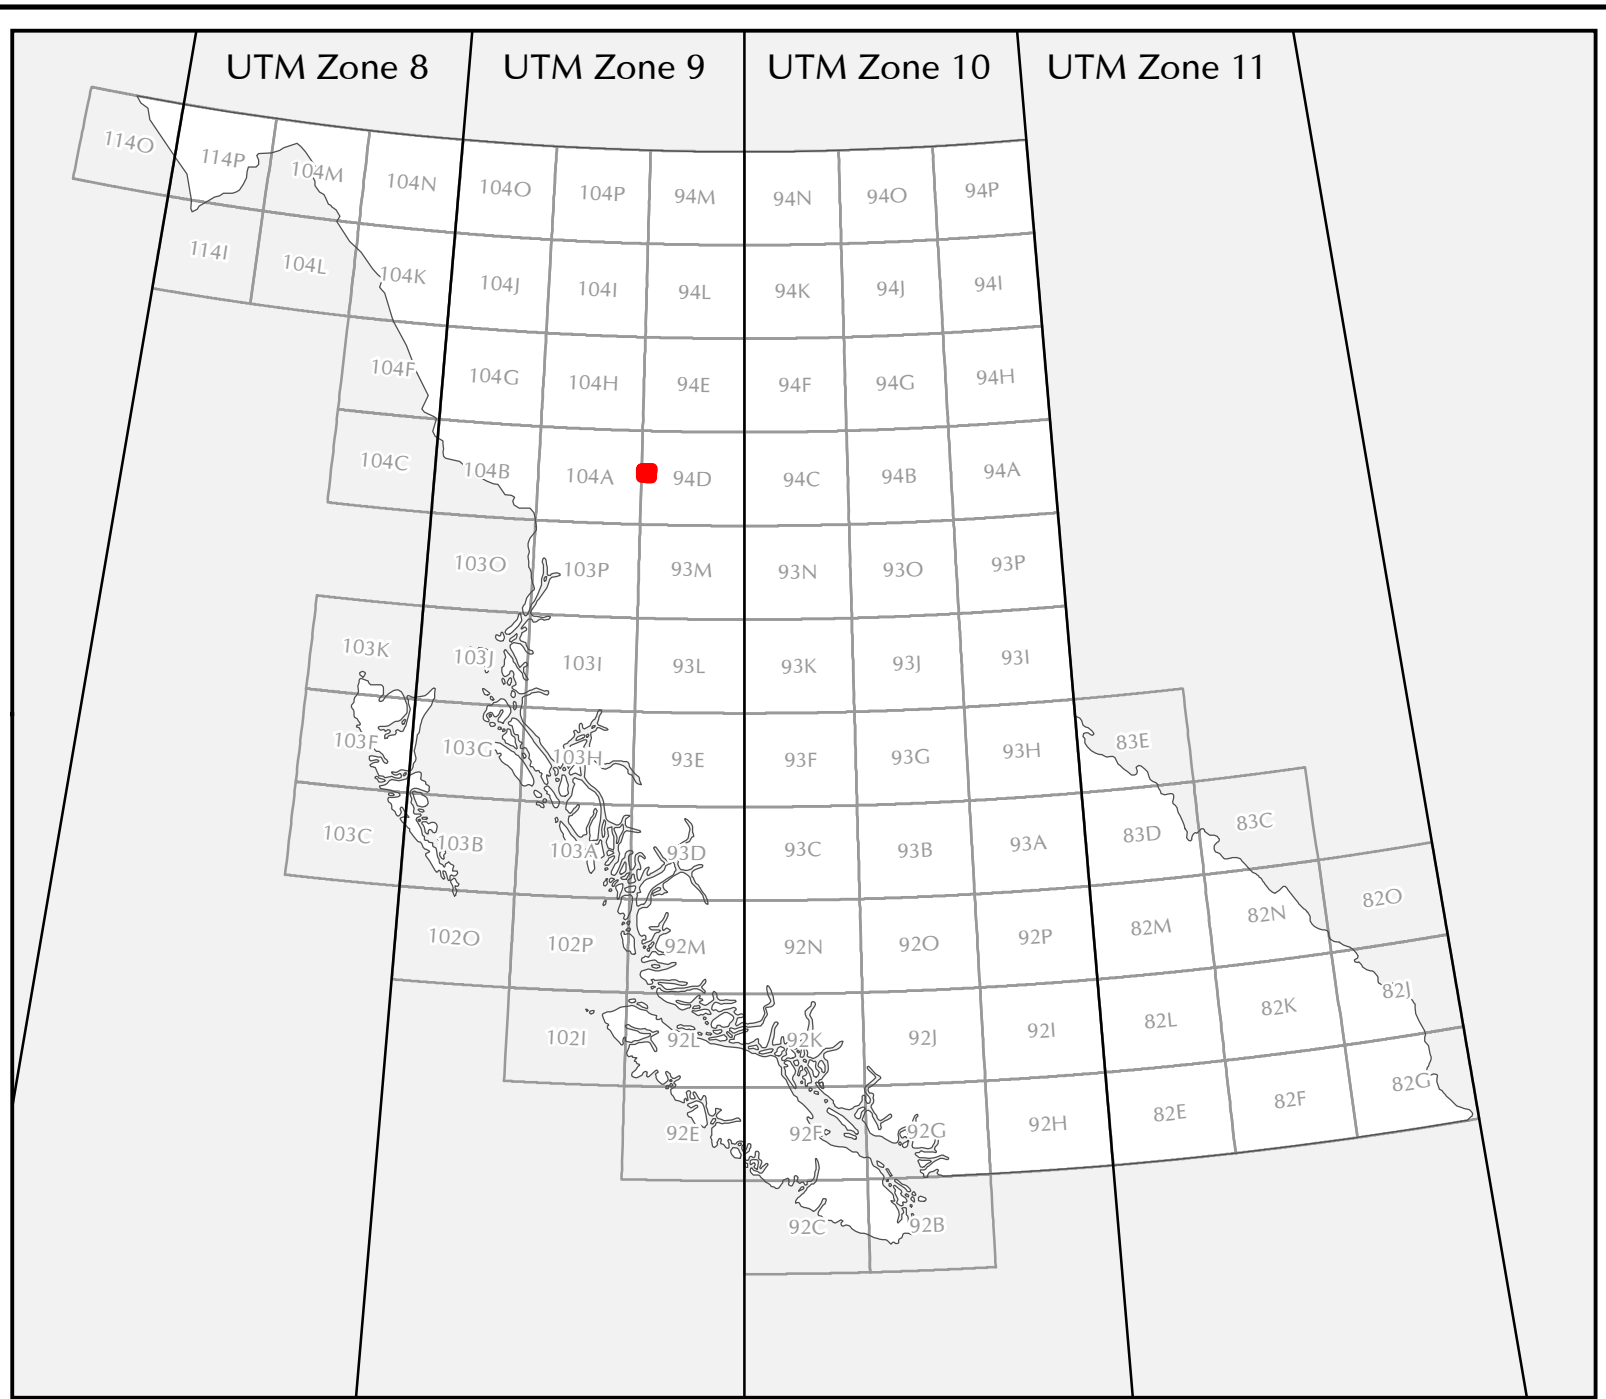 UTM Zone 8 UTM Zone 9 UTM Zone 10 UTM Zone 11
114O 114P 104M 104N 104O 104P 94M 94N 94O 94P
114I 104L 104K 104J 104I 94L 94K 94J 94I
104F 104G 104H 94E 94F 94G 94H
104C 104B 104A 94D 94C 94B 94A
103O 103P 93M 93N 93O 93P
103K 103J 103I 93L 93K 93J 93I
103F 103G 103H 93E 93F 93G 93H 83E
103C 103B 103A 93D 93C 93B 93A 83D 83C
102O 102P 92M 92N 92O 92P 82M 82N 82O
102I 92L 92K 92J 92I 82L 82K 82J
92E 92F 92G 92H 82E 82F 82G
92C 92B